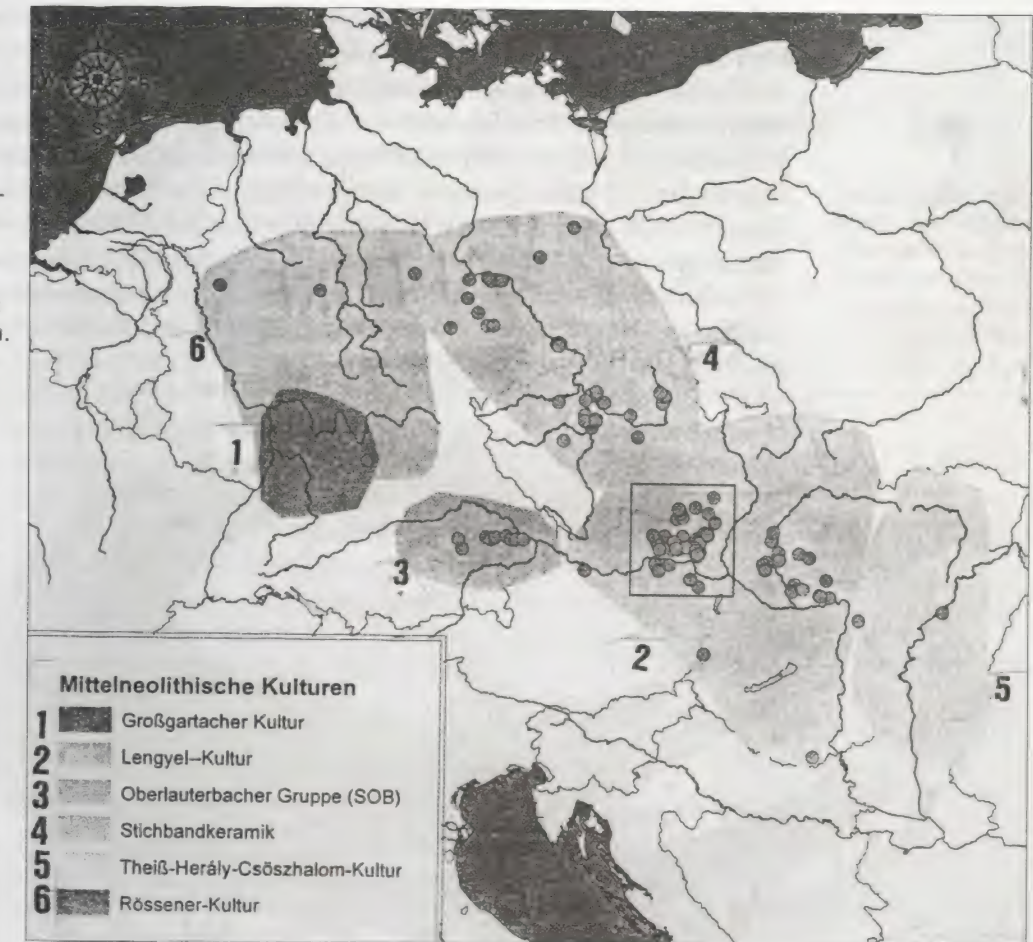 6
4
1
3
2
5
Mittelneolithische Kulturen
1 Großgartacher Kultur
2 Lengyel–Kultur
3 Oberlauterbacher Gruppe (SOB)
4 Stichbandkeramik
5 Theiß-Herály-Csöszhalom-Kultur
6 Rössener-Kultur